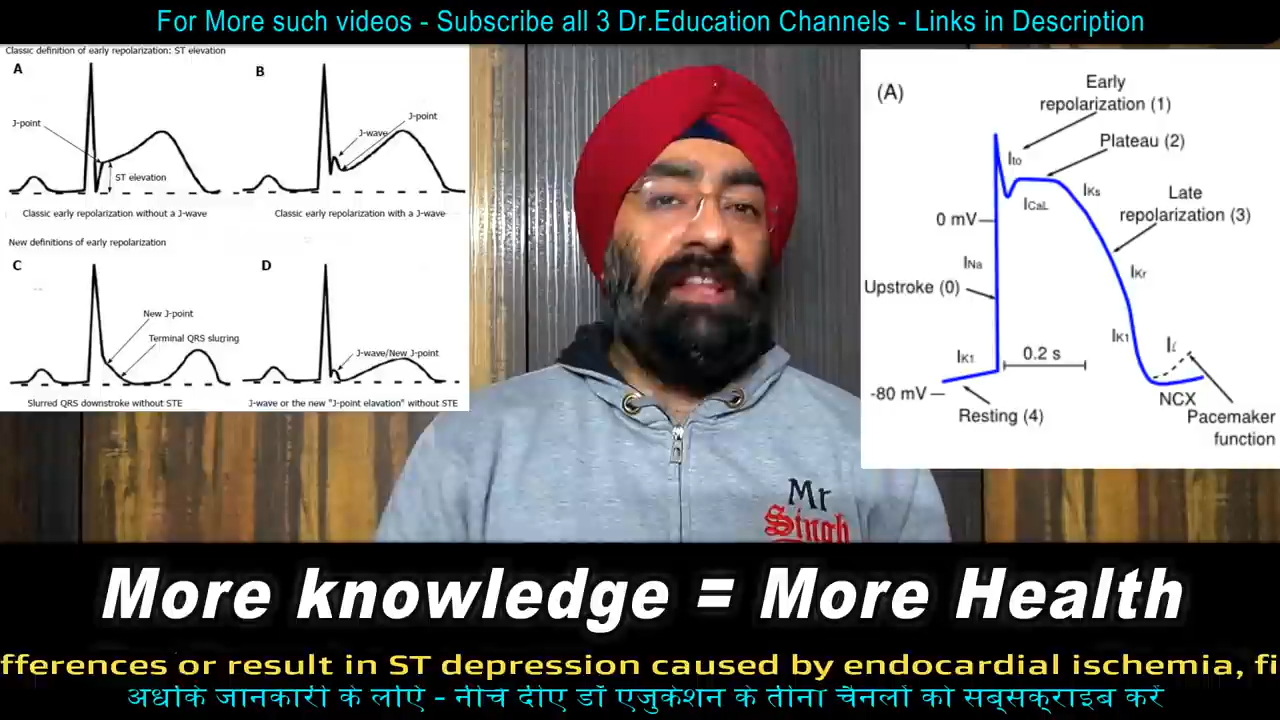 For More such videos - Subscribe all 3 Dr.Education Channels - Links in Description
Classic definition of early repolarization: ST elevation
A
B
J-point
J-point
J-wave
ST elevation
Classic early repolarization without a J-wave
Classic early repolarization with a J-wave
New definitions of early repolarization
C
D
New J-point
Terminal QRS slurring
J-wave/New J-point
Slurred QRS downstroke without STE
J-wave or the new "J-point elavation" without STE
(A)
Early
repolarization (1)
Plateau (2)
Ito
IKs
ICaL
Late
repolarization (3)
0 mV
INa
IKr
Upstroke (0)
IK1
IK1
0.2 s
-80 mV
Resting (4)
NCX
Pacemaker
function
Mr
Singh
More knowledge = More Health
fferences or result in ST depression caused by endocardial ischemia, fi
अधिक जानकारी के लिए - नीचे दीए डॉ एजुकेशन के तीनों चैनलों को सब्सक्राइब करें